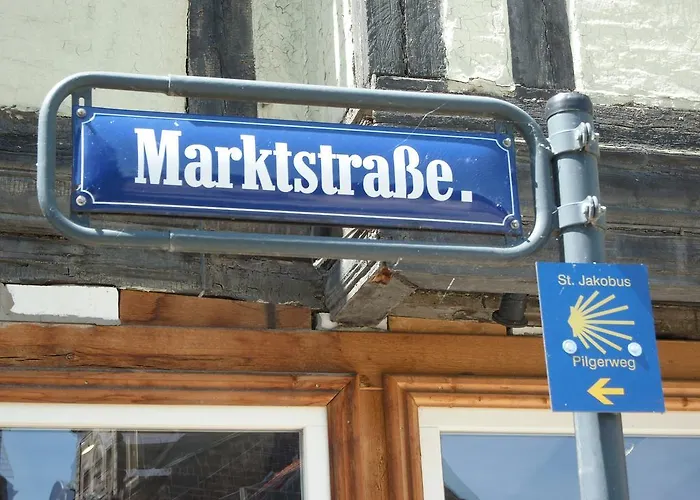 Marktstraße.
St. Jakobus
Pilgerweg